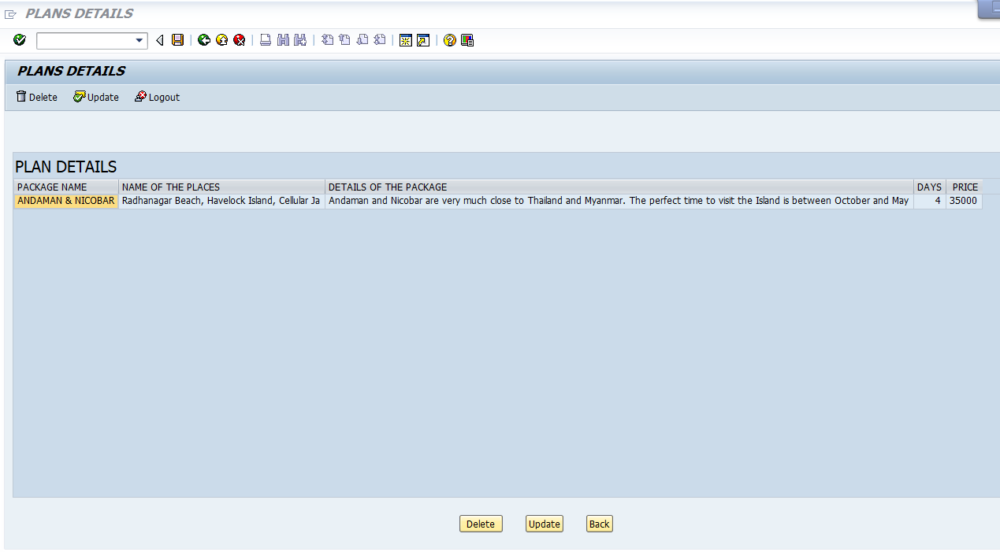 PLANS DETAILS
PLANS DETAILS
Delete Update Logout
PLAN DETAILS
PACKAGE NAME NAME OF THE PLACES DETAILS OF THE PACKAGE DAYS PRICE
ANDAMAN & NICOBAR Radhanagar Beach, Havelock Island, Cellular Ja Andaman and Nicobar are very much close to Thailand and Myanmar. The perfect time to visit the Island is between October and May 4 35000
Delete Update Back